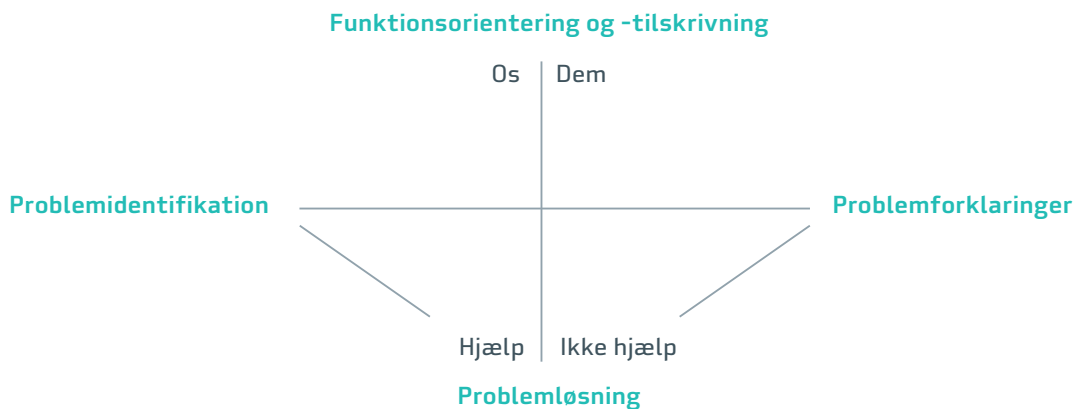 Funktionsorientering og -tilskrivning
Os Dem
Problemidentifikation Problemforklaringer
Hjælp Ikke hjælp
Problemløsning